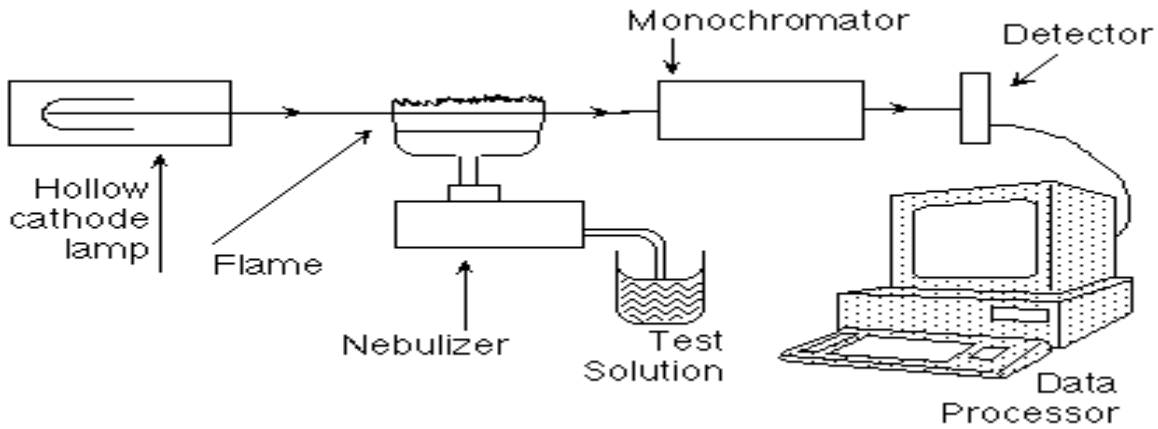 Monochromator
Detector
Hollow
cathode
lamp
Flame
Nebulizer
Test
Solution
Data
Processor